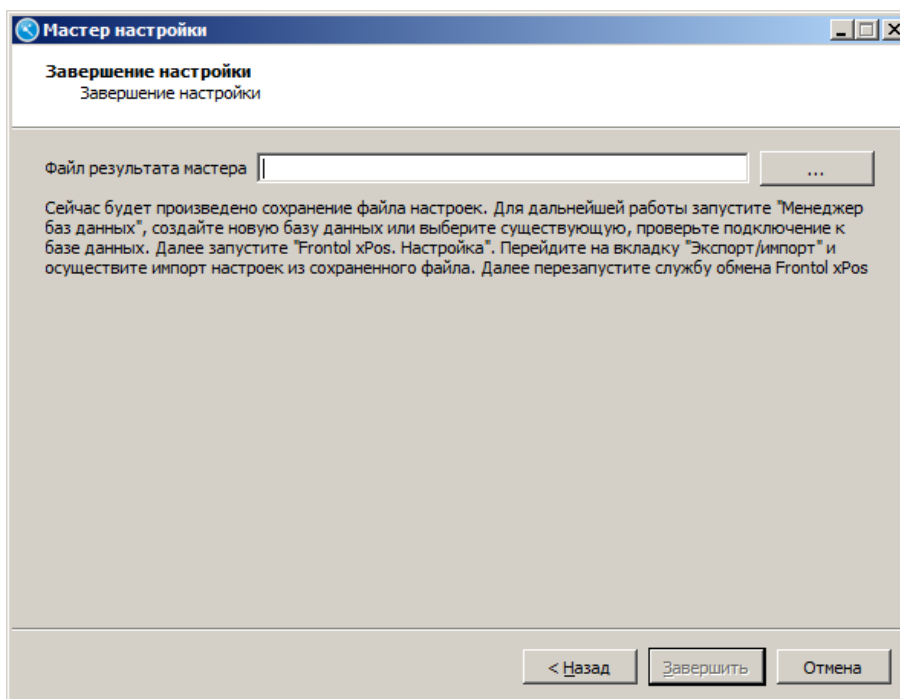 Мастер настройки
Завершение настройки
Завершение настройки
Файл результата мастера
...
Сейчас будет произведено сохранение файла настроек. Для дальнейшей работы запустите "Менеджер
баз данных", создайте новую базу данных или выберите существующую, проверьте подключение к
базе данных. Далее запустите "Frontol xPos. Настройка". Перейдите на вкладку "Экспорт/импорт" и
осуществите импорт настроек из сохраненного файла. Далее перезапустите службу обмена Frontol xPos
< Назад
Завершить
Отмена